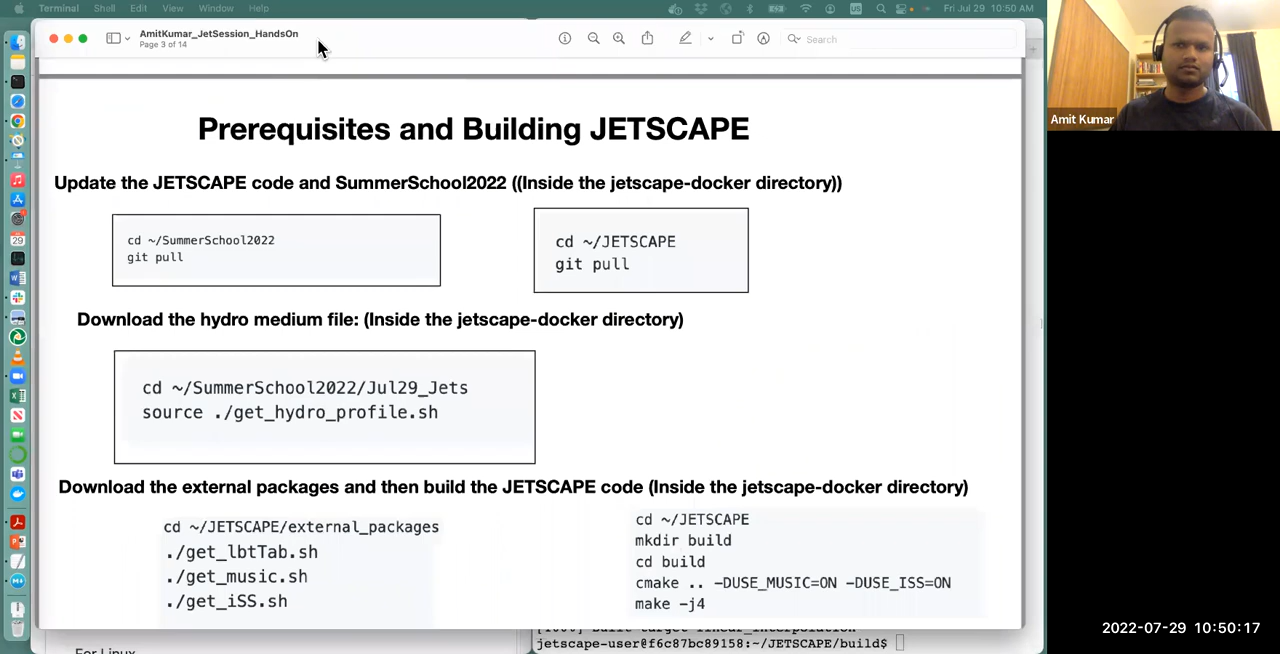 Terminal Shell Edit View Window Help
Fri Jul 29 10:50 AM
AmitKumar_JetSession_HandsOn
Page 3 of 14
Search
Prerequisites and Building JETSCAPE
Update the JETSCAPE code and SummerSchool2022 ((Inside the jetscape-docker directory))
cd ~/SummerSchool2022
git pull
cd ~/JETSCAPE
git pull
Download the hydro medium file: (Inside the jetscape-docker directory)
cd ~/SummerSchool2022/Jul29_Jets
source ./get_hydro_profile.sh
Download the external packages and then build the JETSCAPE code (Inside the jetscape-docker directory)
cd ~/JETSCAPE/external_packages
./get_lbtTab.sh
./get_music.sh
./get_iSS.sh
cd ~/JETSCAPE
mkdir build
cd build
cmake .. -DUSE_MUSIC=ON -DUSE_ISS=ON
make -j4
[100%] Built target linear_interpolation
jetscape-user@f6c87bc89158:~/JETSCAPE/build$
For Linux
Amit Kumar
2022-07-29 10:50:17